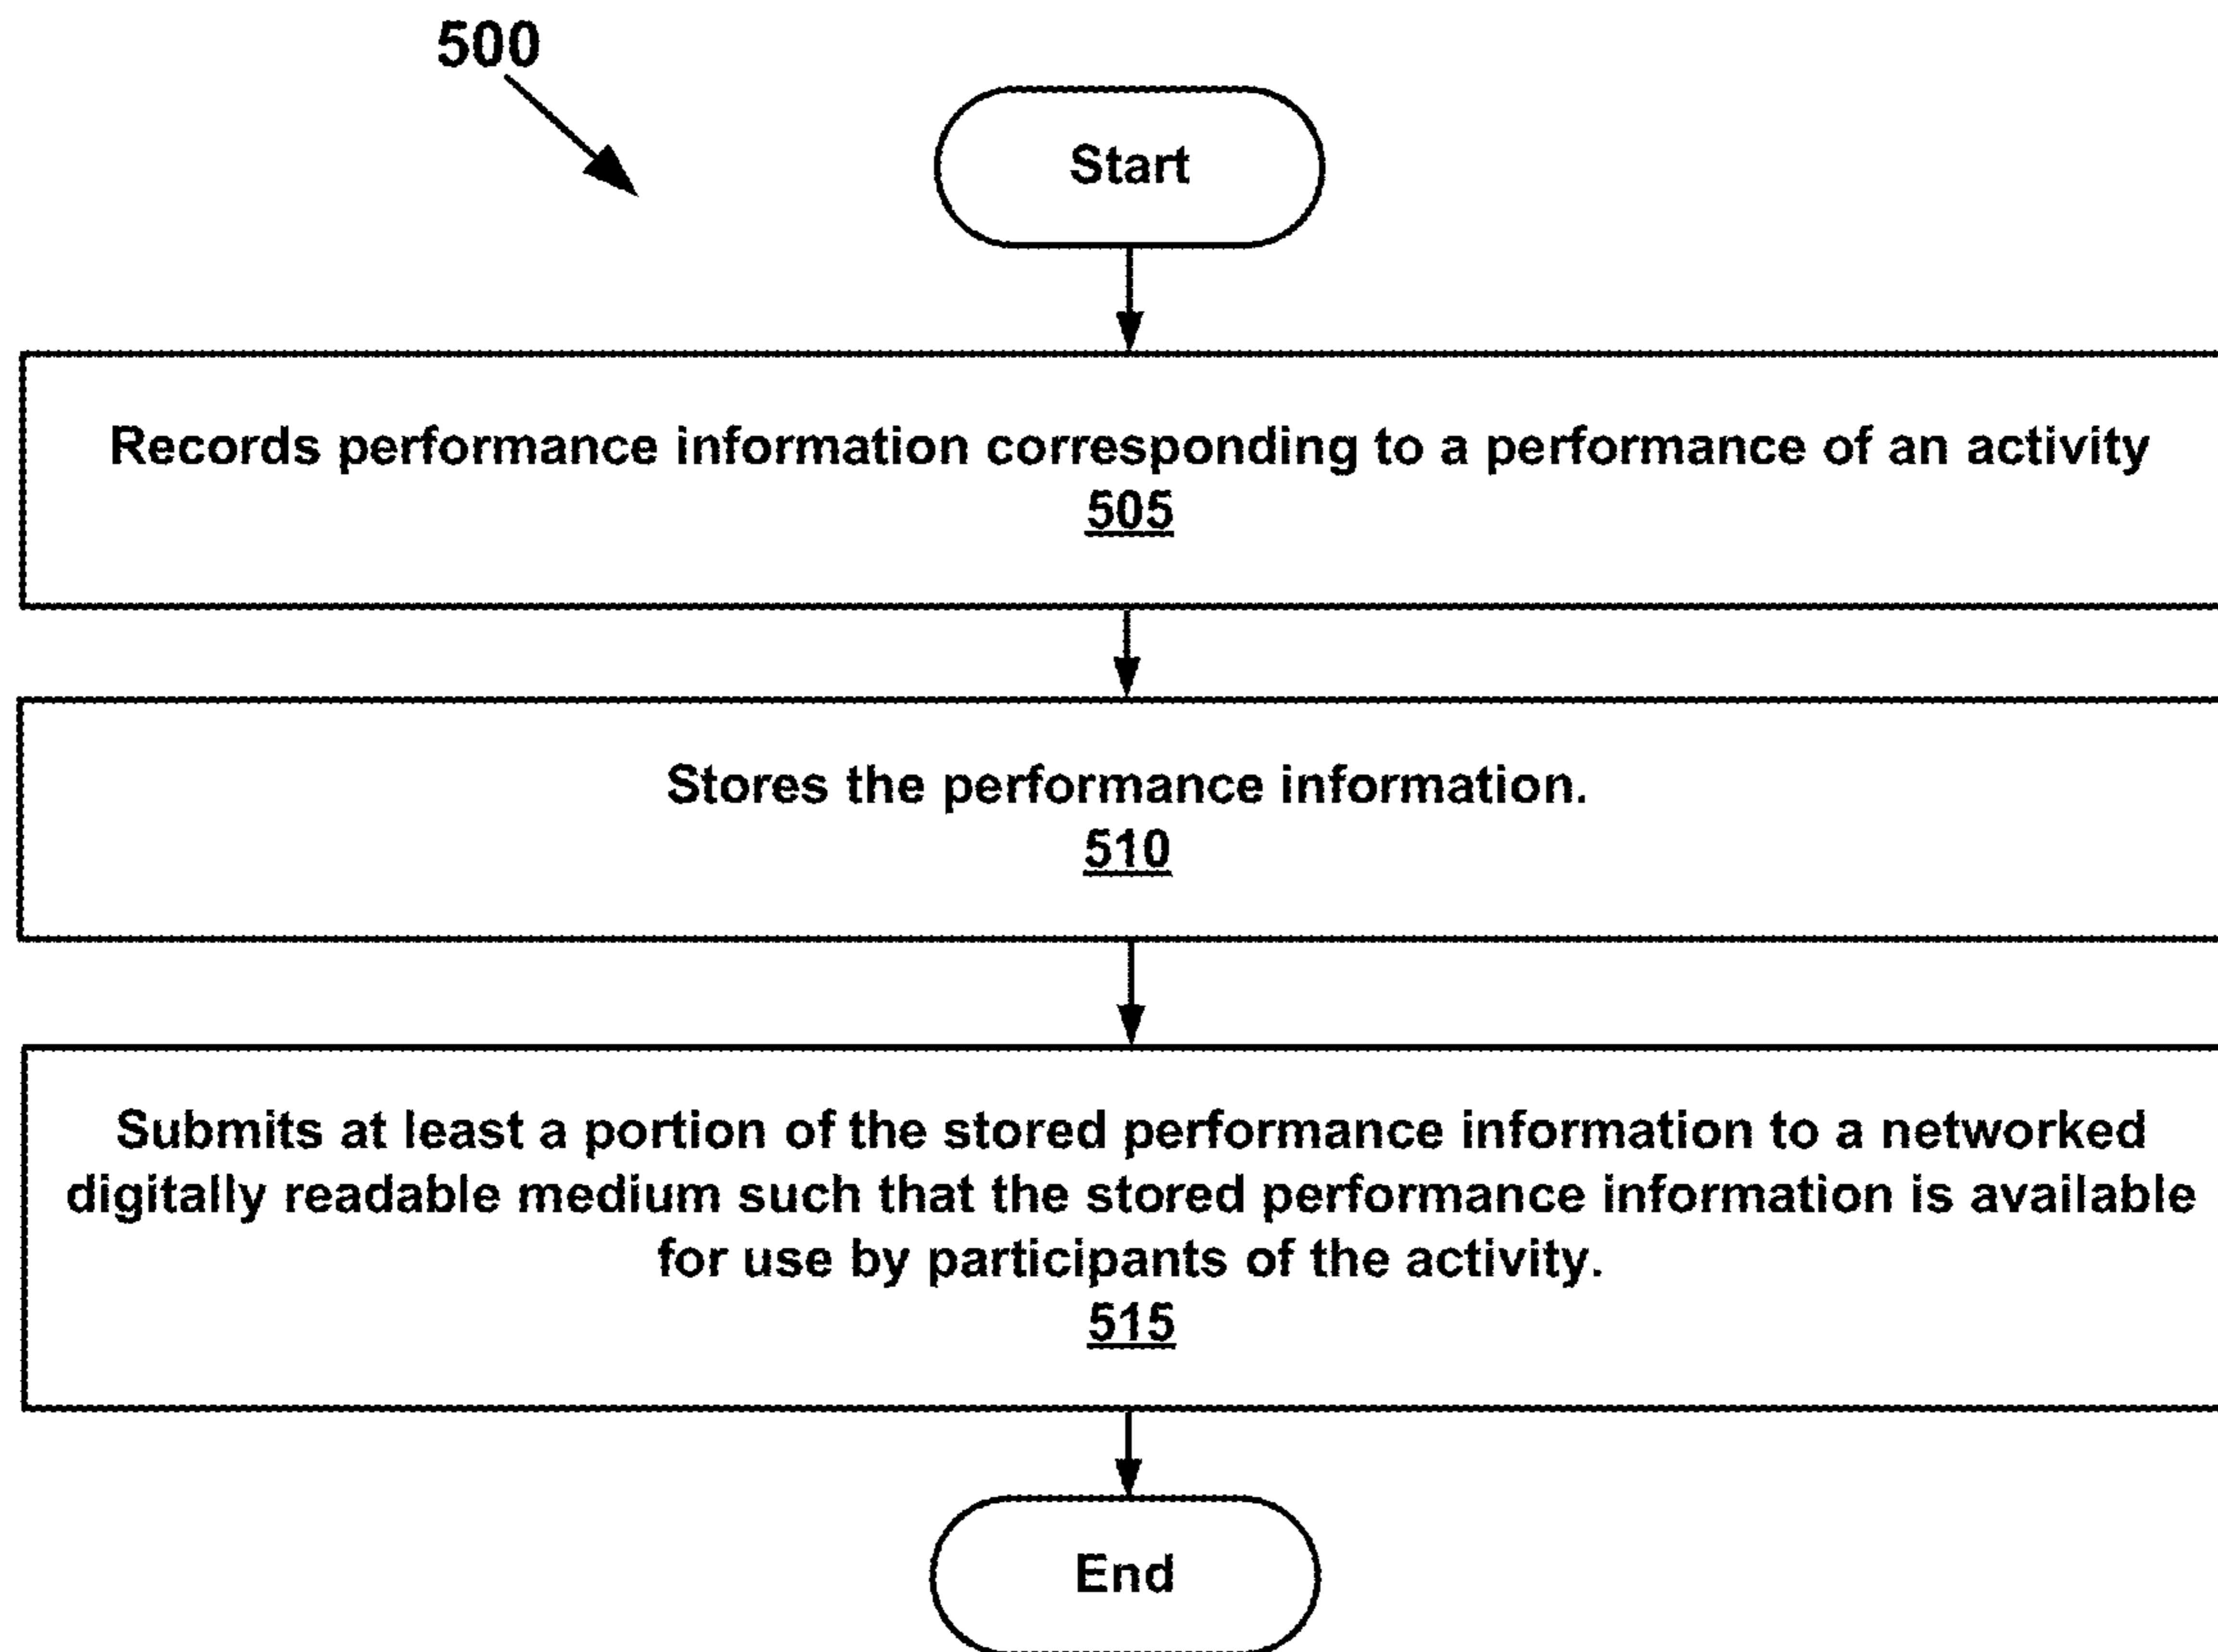 500
Start
Records performance information corresponding to a performance of an activity
505
Stores the performance information.
510
Submits at least a portion of the stored performance information to a networked
digitally readable medium such that the stored performance information is available
for use by participants of the activity.
515
End